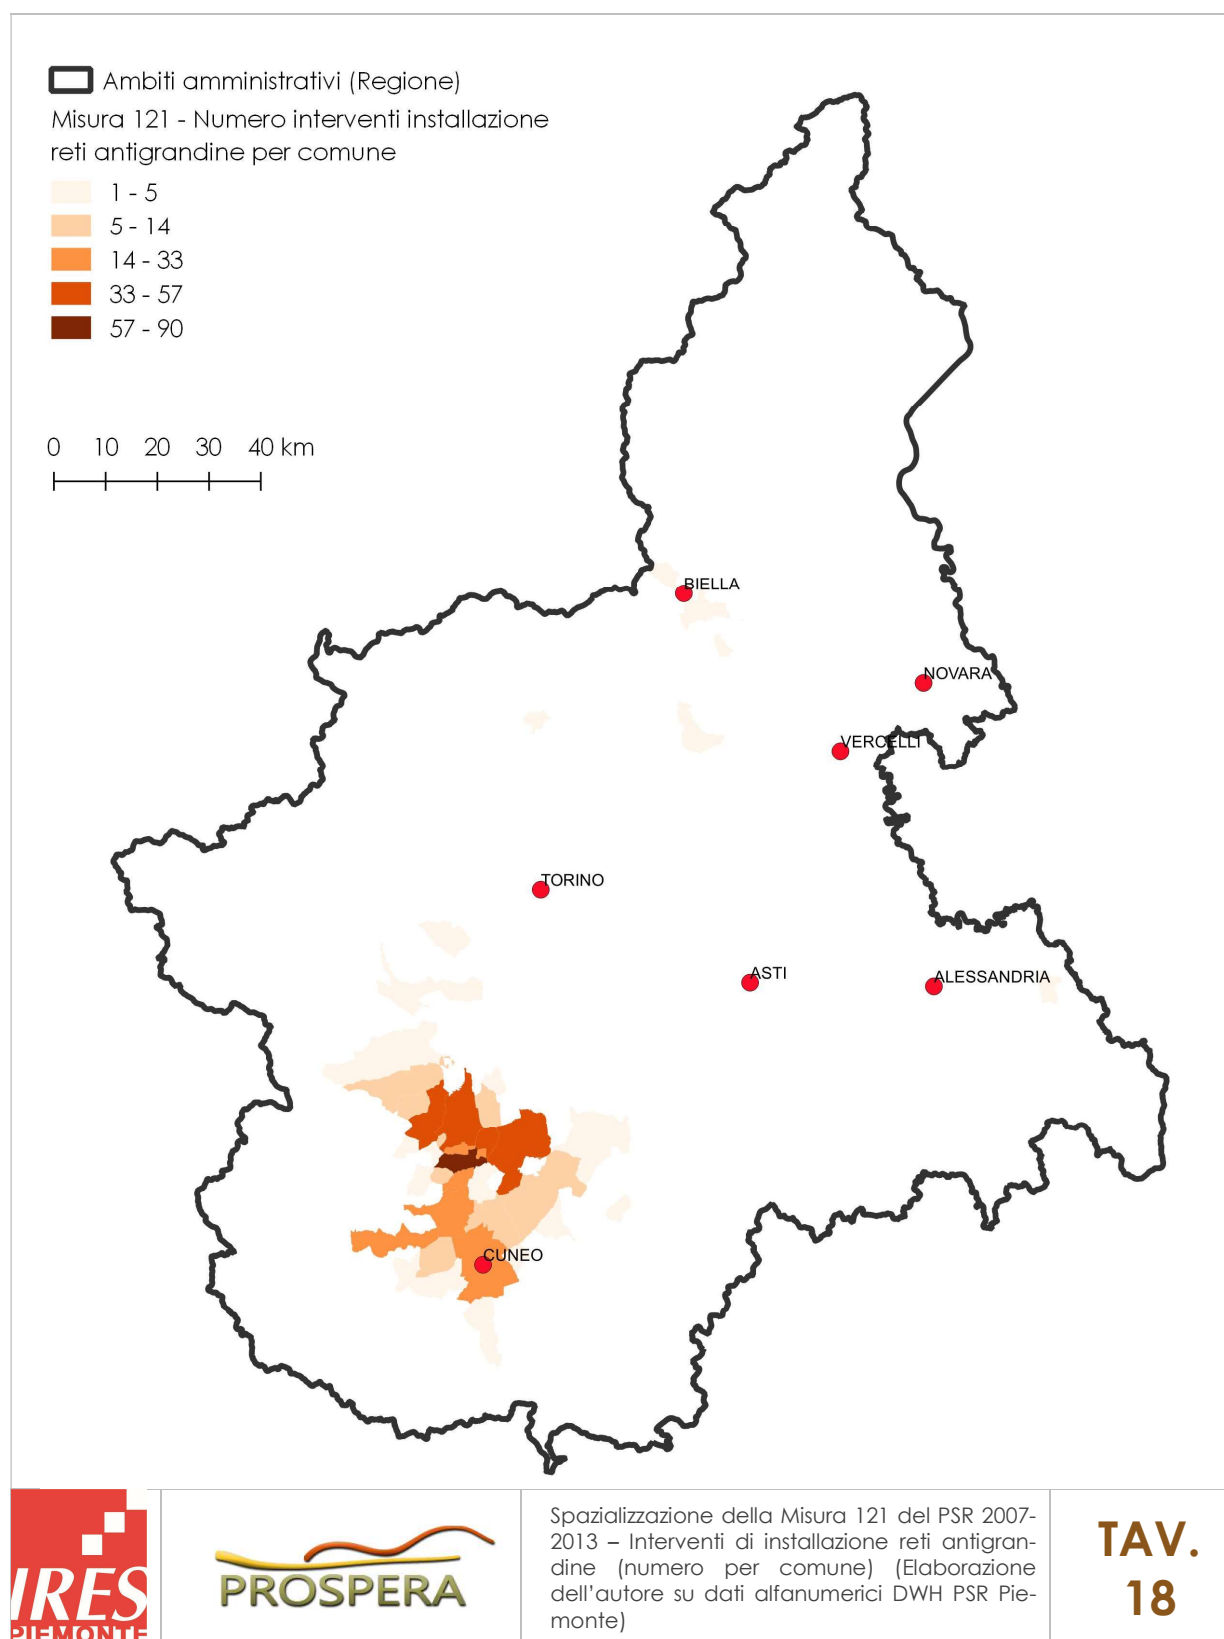 Ambiti amministrativi (Regione)
Misura 121 - Numero interventi installazione
reti antigrandine per comune
1 - 5
5 - 14
14 - 33
33 - 57
57 - 90
0 10 20 30 40 km
BIELLA
NOVARA
VERCELLI
TORINO
ASTI
ALESSANDRIA
CUNEO
IRES
PIEMONTE
PROSPERA
Spazializzazione della Misura 121 del PSR 2007-
2013 – Interventi di installazione reti antigran-
dine (numero per comune) (Elaborazione
dell'autore su dati alfanumerici DWH PSR Pie-
monte)
TAV.
18